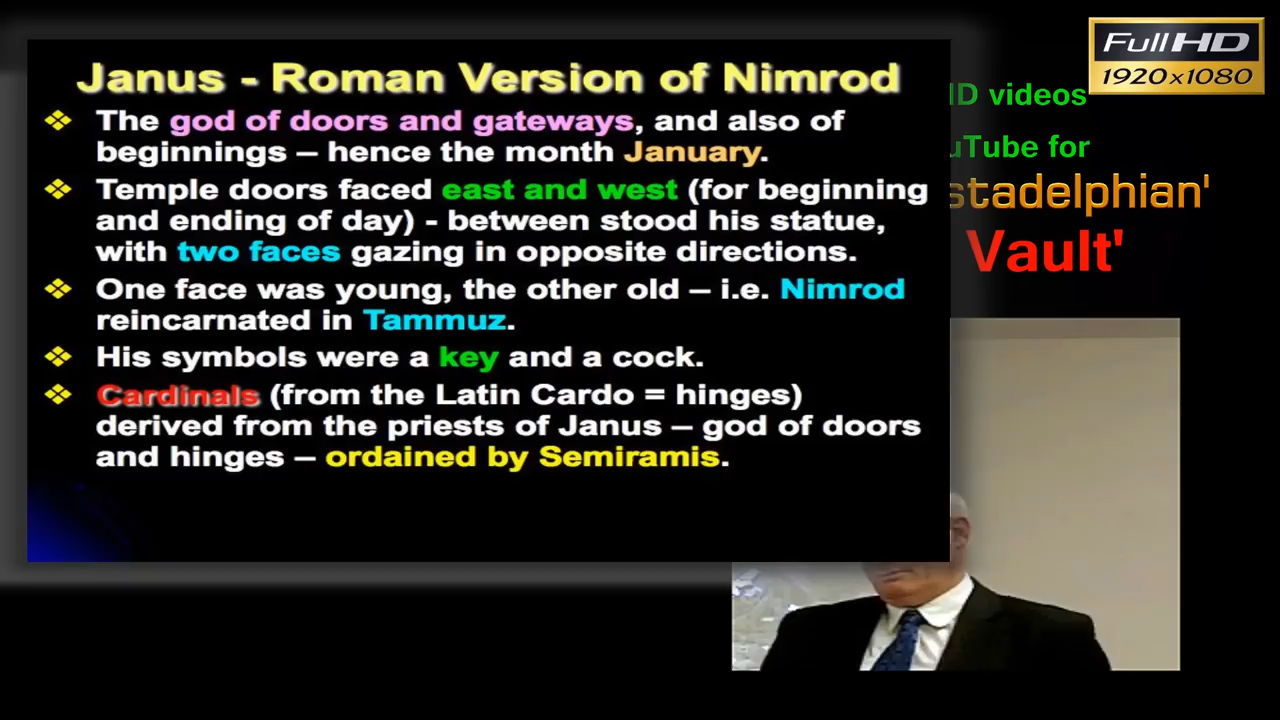 Janus - Roman Version of Nimrod
❖ The god of doors and gateways, and also of
beginnings – hence the month January.
❖ Temple doors faced east and west (for beginning
and ending of day) - between stood his statue,
with two faces gazing in opposite directions.
❖ One face was young, the other old – i.e. Nimrod
reincarnated in Tammuz.
❖ His symbols were a key and a cock.
❖ Cardinals (from the Latin Cardo = hinges)
derived from the priests of Janus – god of doors
and hinges – ordained by Semiramis.
Full HD
1920x1080
videos
for
Vault'